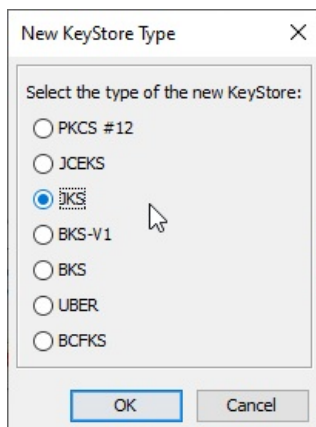 New KeyStore Type
Select the type of the new KeyStore:
PKCS #12
JCEKS
JKS
BKS-V1
BKS
UBER
BCFKS
OK
Cancel